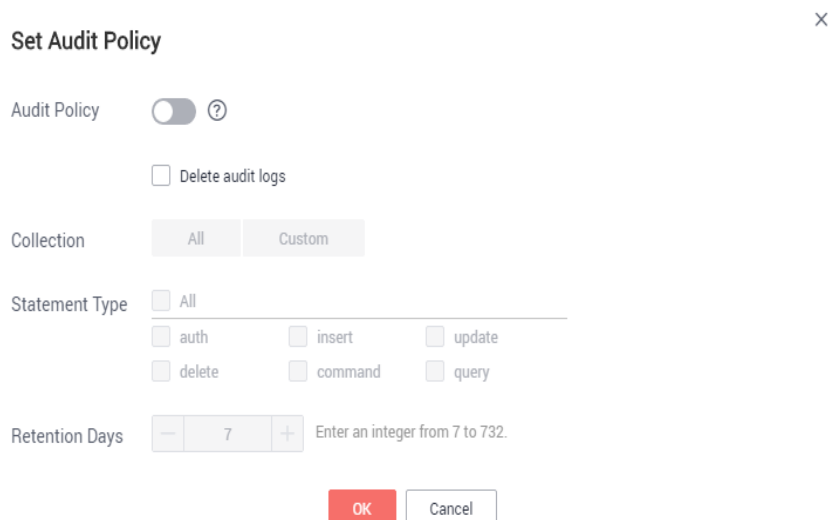 Set Audit Policy
Audit Policy
Delete audit logs
Collection All Custom
Statement Type All
auth insert update
delete command query
Retention Days 7 Enter an integer from 7 to 732.
OK Cancel